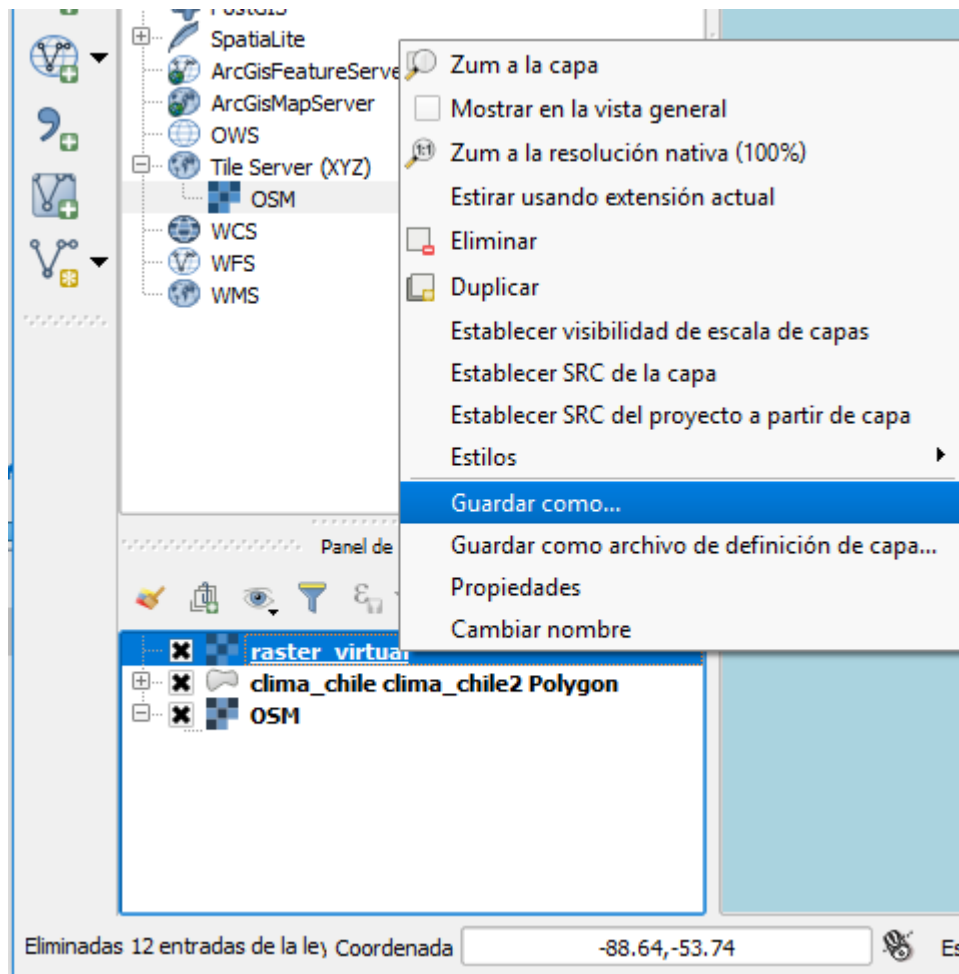 PostGIS
SpatiaLite
ArcGisFeatureServe
ArcGisMapServer
OWS
Tile Server (XYZ)
OSM
WCS
WFS
WMS
Zum a la capa
Mostrar en la vista general
1:1
Zum a la resolución nativa (100%)
Estirar usando extensión actual
Eliminar
Duplicar
Establecer visibilidad de escala de capas
Establecer SRC de la capa
Establecer SRC del proyecto a partir de capa
Estilos
Guardar como...
Guardar como archivo de definición de capa...
Propiedades
Cambiar nombre
Panel de
ε
raster_virtual
clima_chile clima_chile2 Polygon
OSM
Eliminadas 12 entradas de la ley Coordenada -88.64,-53.74 Es